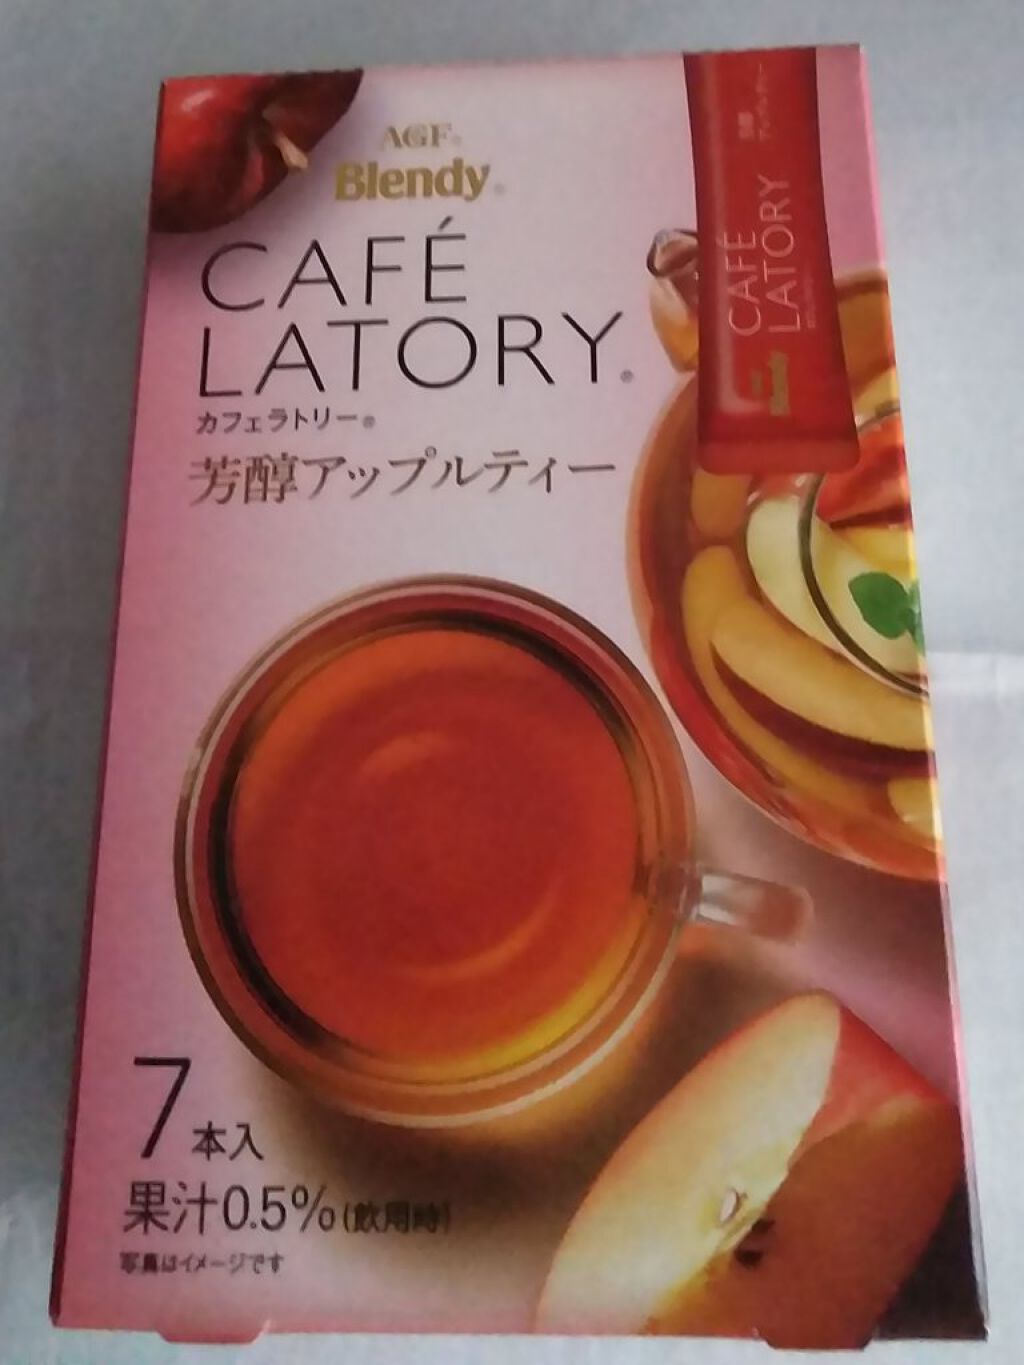 AGF®
Blendy®
CAFÉ
LATORY®
カフェラトリー®
芳醇アップルティー
CAFÉ
LATORY
Blendy
7本入
果汁0.5%(飲用時)
写真はイメージです